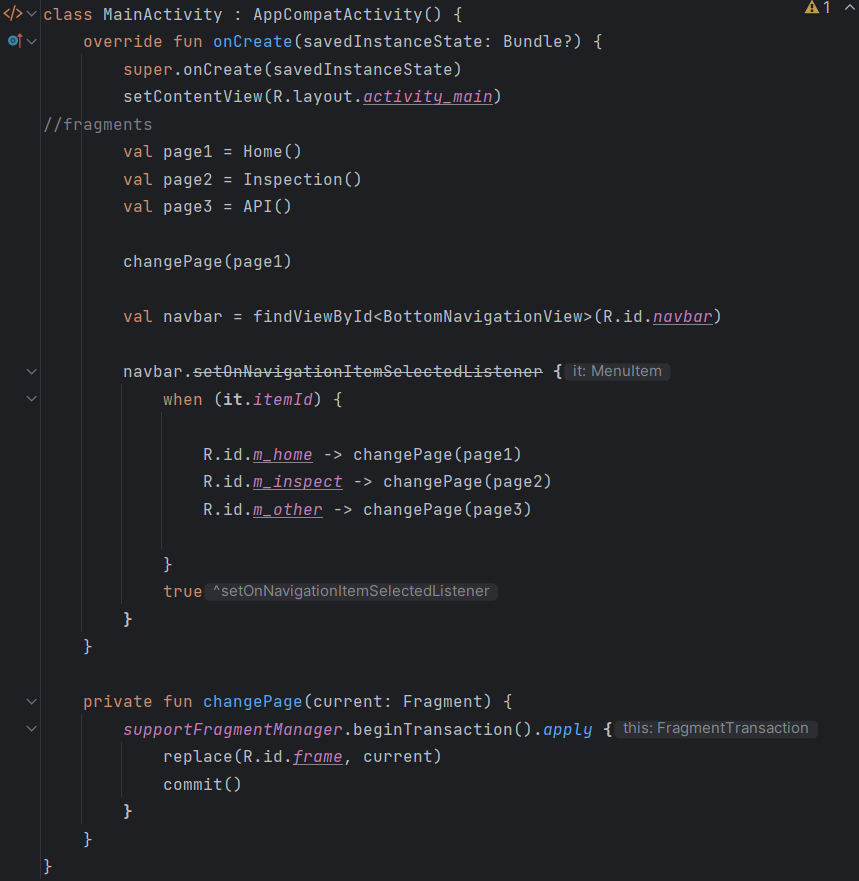 class MainActivity : AppCompatActivity() {
    override fun onCreate(savedInstanceState: Bundle?) {
        super.onCreate(savedInstanceState)
        setContentView(R.layout.activity_main)
//fragments
        val page1 = Home()
        val page2 = Inspection()
        val page3 = API()

        changePage(page1)

        val navbar = findViewById<BottomNavigationView>(R.id.navbar)

        navbar.setOnNavigationItemSelectedListener { it: MenuItem
            when (it.itemId) {

                R.id.m_home -> changePage(page1)
                R.id.m_inspect -> changePage(page2)
                R.id.m_other -> changePage(page3)

            }
            true ^setOnNavigationItemSelectedListener
        }
    }

    private fun changePage(current: Fragment) {
        supportFragmentManager.beginTransaction().apply { this: FragmentTransaction
            replace(R.id.frame, current)
            commit()
        }
    }
}
1